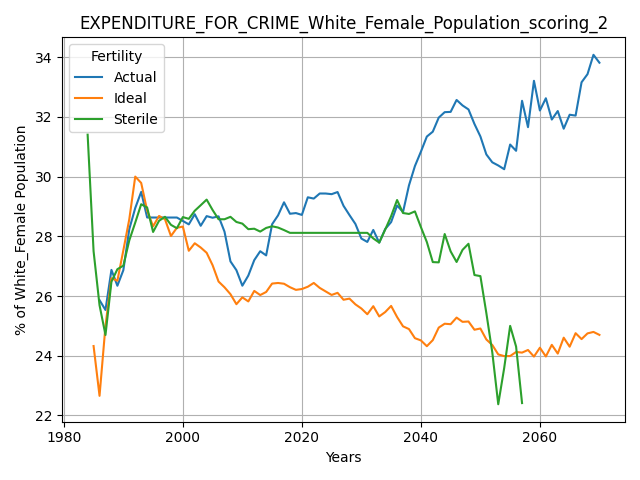 EXPENDITURE_FOR_CRIME_White_Female_Population_scoring_2
Fertility
Actual
Ideal
Sterile
% of White_Female Population
34
32
30
28
26
24
22
1980
2000
2020
2040
2060
Years